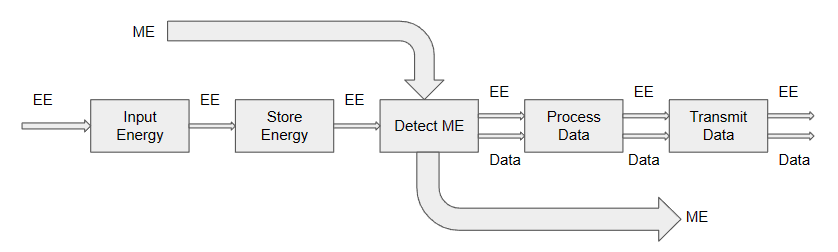 ME
EE
EE
EE
EE
EE
EE
Input
Energy
Store
Energy
Detect ME
Process
Data
Transmit
Data
Data
Data
Data
ME